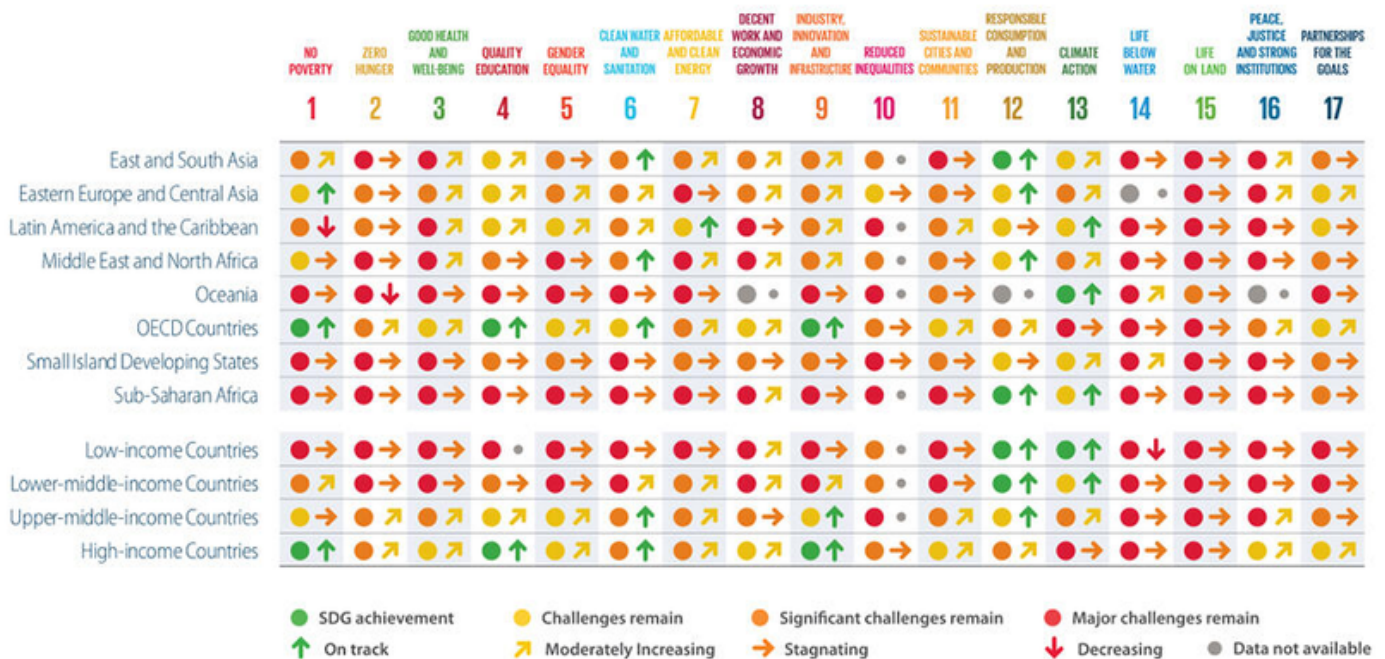 NO POVERTY
ZERO HUNGER
GOOD HEALTH AND WELL-BEING
QUALITY EDUCATION
GENDER EQUALITY
CLEAN WATER AND SANITATION
AFFORDABLE AND CLEAN ENERGY
DECENT WORK AND ECONOMIC GROWTH
INDUSTRY, INNOVATION AND INFRASTRUCTURE
REDUCED INEQUALITIES
SUSTAINABLE CITIES AND COMMUNITIES
RESPONSIBLE CONSUMPTION AND PRODUCTION
CLIMATE ACTION
LIFE BELOW WATER
LIFE ON LAND
PEACE, JUSTICE AND STRONG INSTITUTIONS
PARTNERSHIPS FOR THE GOALS
1 2 3 4 5 6 7 8 9 10 11 12 13 14 15 16 17
East and South Asia
Eastern Europe and Central Asia
Latin America and the Caribbean
Middle East and North Africa
Oceania
OECD Countries
Small Island Developing States
Sub-Saharan Africa
Low-income Countries
Lower-middle-income Countries
Upper-middle-income Countries
High-income Countries
SDG achievement Challenges remain Significant challenges remain Major challenges remain
On track Moderately Increasing Stagnating Decreasing Data not available